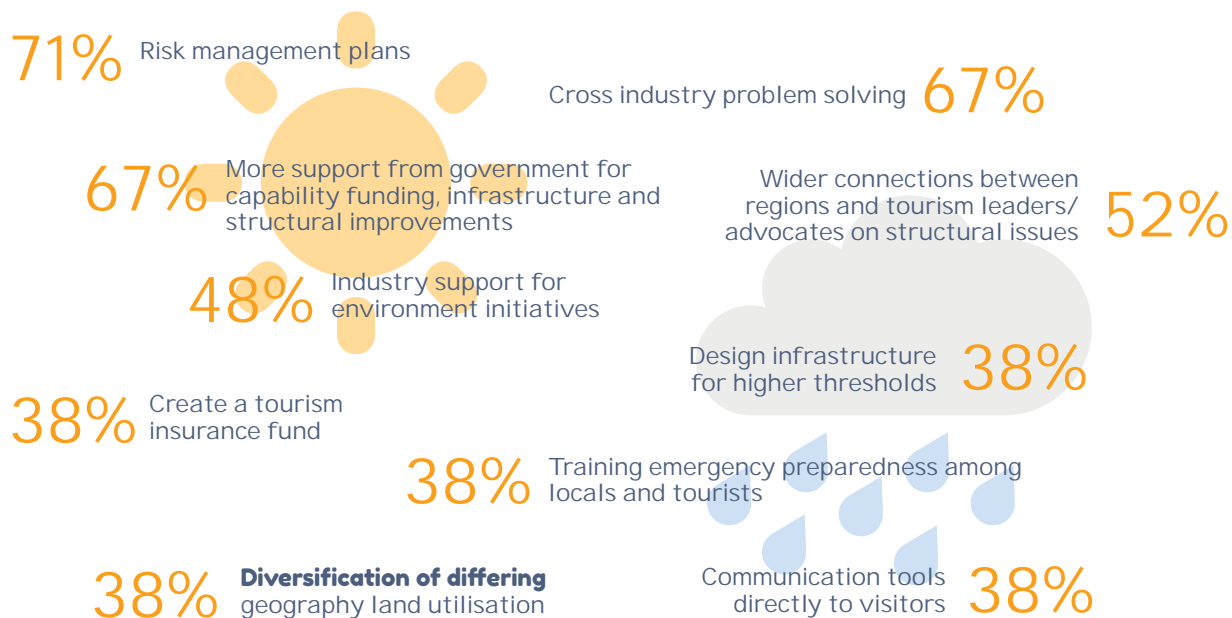 71% Risk management plans
Cross industry problem solving 67%
67% More support from government for
capability funding, infrastructure and
structural improvements
Wider connections between
regions and tourism leaders/
advocates on structural issues 52%
48% Industry support for
environment initiatives
Design infrastructure
for higher thresholds 38%
38% Create a tourism
insurance fund
38% Training emergency preparedness among
locals and tourists
38% Diversification of differing
geography land utilisation
Communication tools
directly to visitors 38%